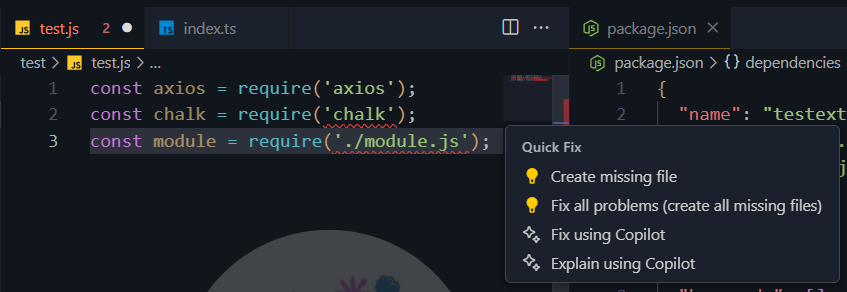 JS test.js 2
TS index.ts
package.json
test > JS test.js > ...
package.json > {} dependencies
1 const axios = require('axios');
2 const chalk = require('chalk');
3 const module = require('./module.js');
1 {
2 "name": "testext
Quick Fix
Create missing file
Fix all problems (create all missing files)
Fix using Copilot
Explain using Copilot